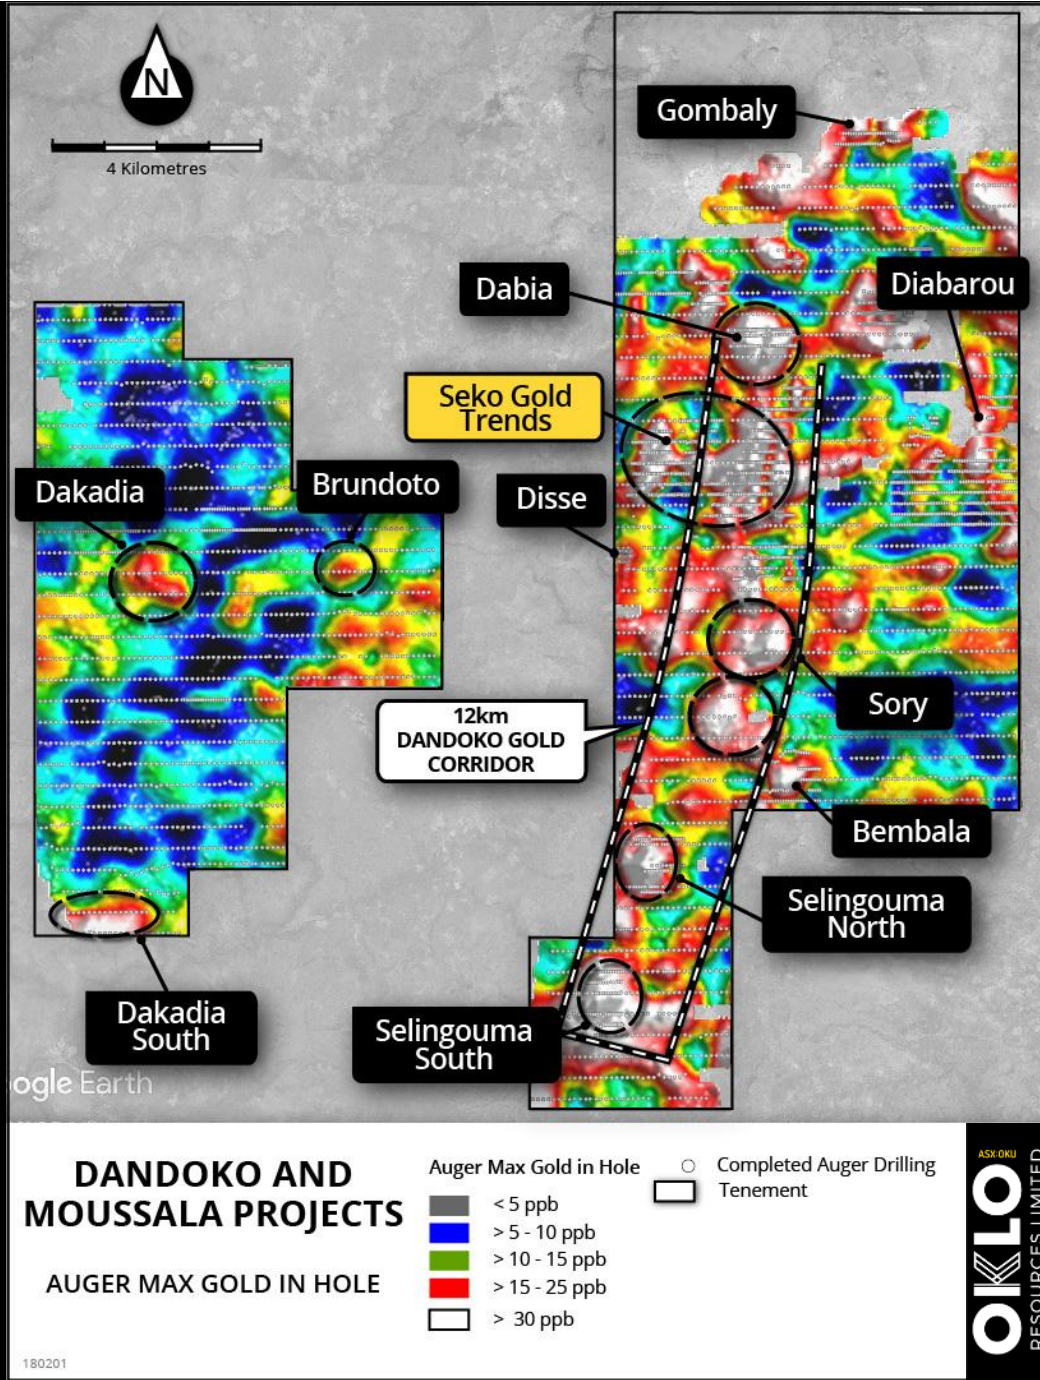 N
4 Kilometres
Gombaly
Dabia
Diabarou
Seko Gold
Trends
Dakadia
Brundoto
Disse
12km
DANDOKO GOLD
CORRIDOR
Sory
Bembala
Selingouma
North
Dakadia
South
Selingouma
South
ogle Earth
DANDOKO AND
MOUSSALA PROJECTS
AUGER MAX GOLD IN HOLE
180201
Auger Max Gold in Hole
< 5 ppb
> 5 - 10 ppb
> 10 - 15 ppb
> 15 - 25 ppb
> 30 ppb
Completed Auger Drilling
Tenement
ASX:OKU
OKLO
RESOURCES LIMITED